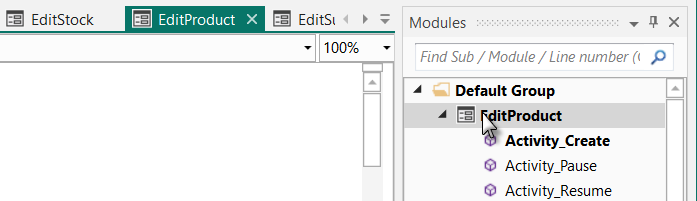 EditStock
EditProduct
EditSu
100%
Modules
Find Sub / Module / Line number (
Default Group
EditProduct
Activity_Create
Activity_Pause
Activity_Resume